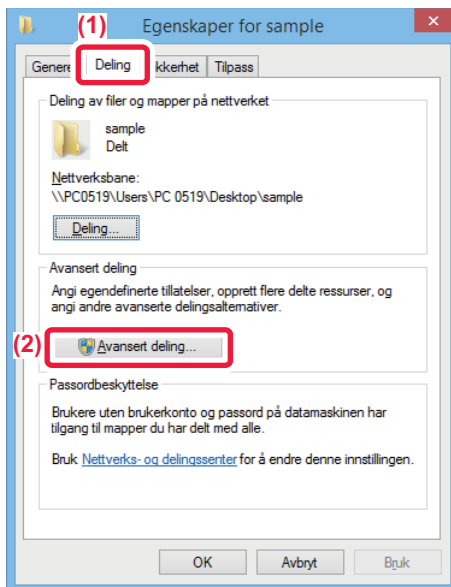 (1)
Egenskaper for sample
Deling
Tilpass
Deling av filer og mapper på nettverket
sample
Delt
Nettverksbane:
\\PC0519\Users\PC 0519\Desktop\sample
Deling...
Avansert deling
Angi egendefinerte tillatelser, opprett flere delte ressurser, og
angi andre avanserte delingsalternativer.
(2)
Avansert deling...
Passordbeskyttelse
Brukere uten brukerkonto og passord på datamaskinen har
tilgang til mapper du har delt med alle.
Bruk Nettverks- og delingssenter for å endre denne innstillingen.
OK
Avbryt
Bruk